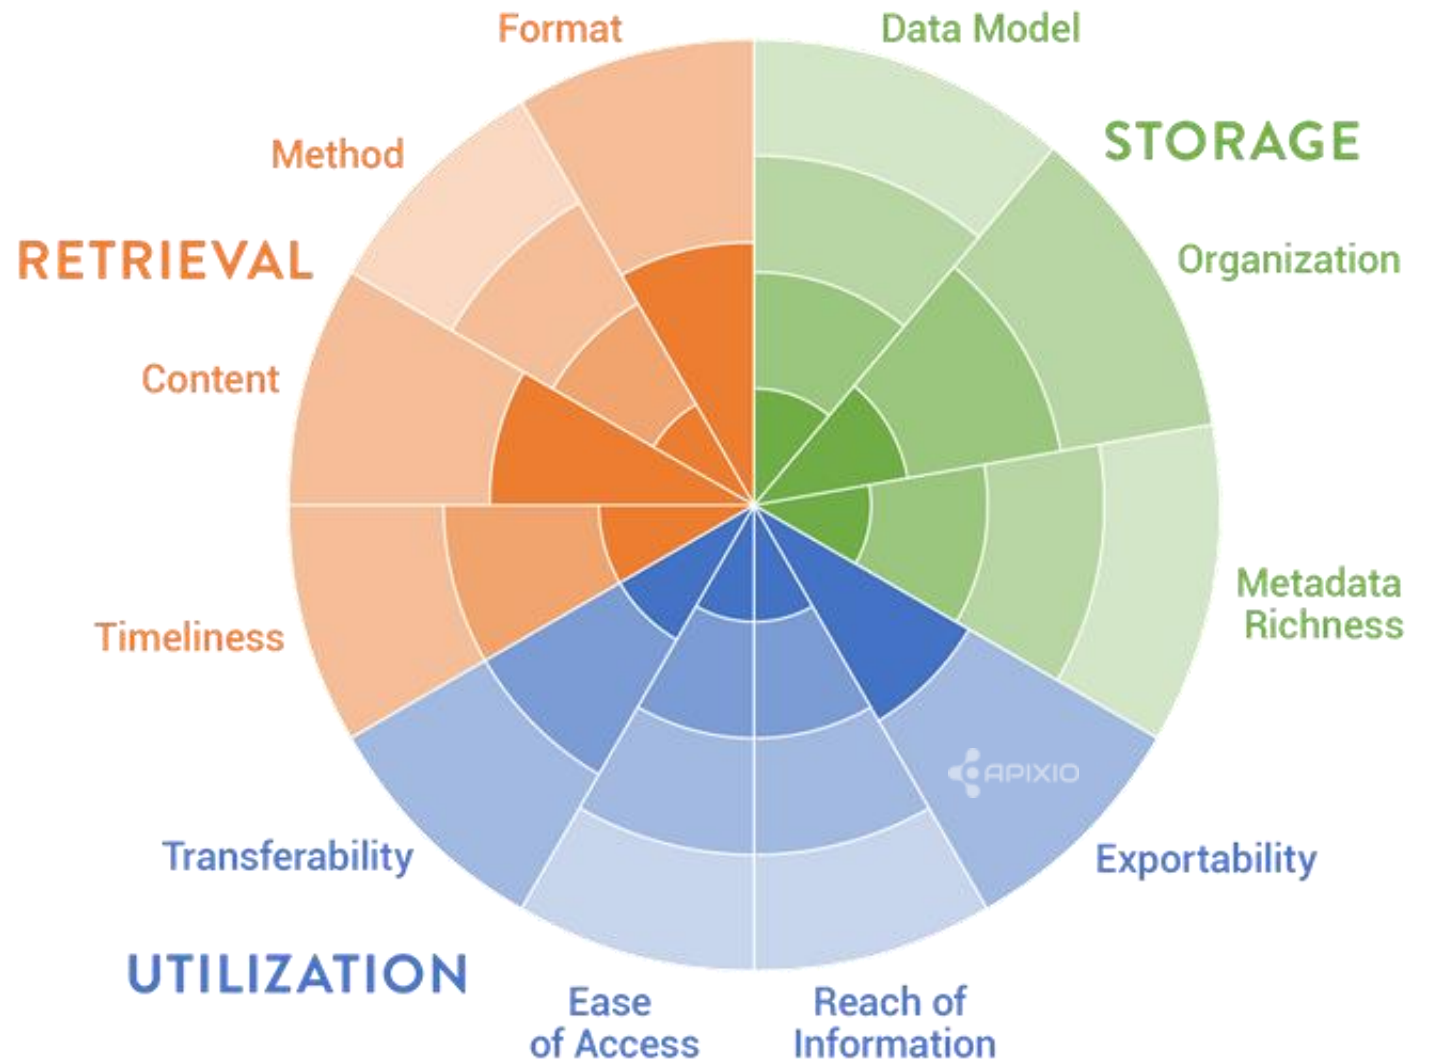 Format
Data Model
STORAGE
Method
RETRIEVAL
Organization
Content
Metadata
Richness
Timeliness
APIXIO
Transferability
Exportability
UTILIZATION
Ease
of Access
Reach of
Information